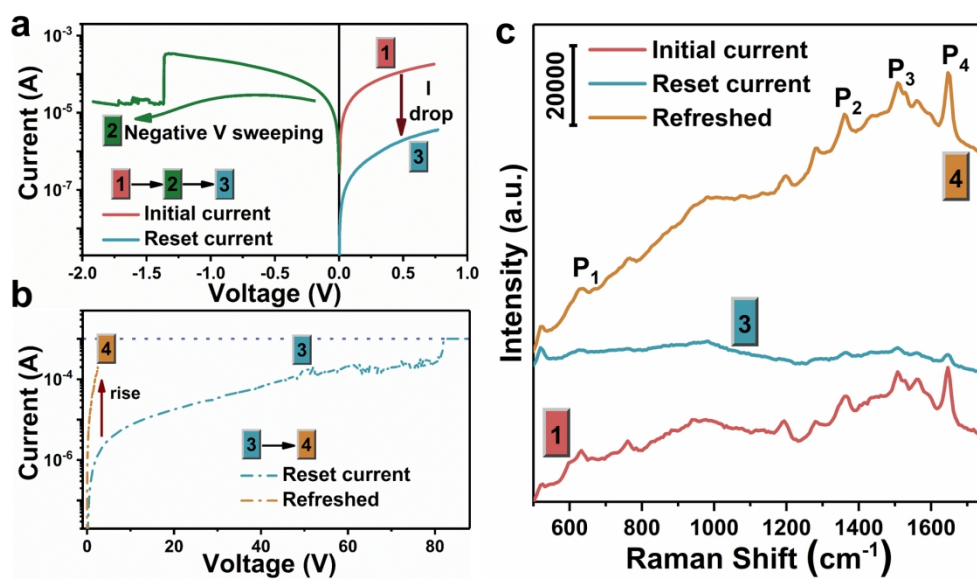 a
Current (A)
10⁻³
10⁻⁵
10⁻⁷
1
I
drop
3
2 Negative V sweeping
1 → 2 → 3
Initial current
Reset current
-2.0 -1.5 -1.0 -0.5 0.0 0.5 1.0
Voltage (V)
b
Current (A)
10⁻⁴
10⁻⁶
4
3
rise
3 → 4
Reset current
Refreshed
0 20 40 60 80
Voltage (V)
c
Intensity (a.u.)
20000
Initial current
Reset current
Refreshed
P₁
P₂
P₃
P₄
4
3
1
600 800 1000 1200 1400 1600
Raman Shift (cm⁻¹)